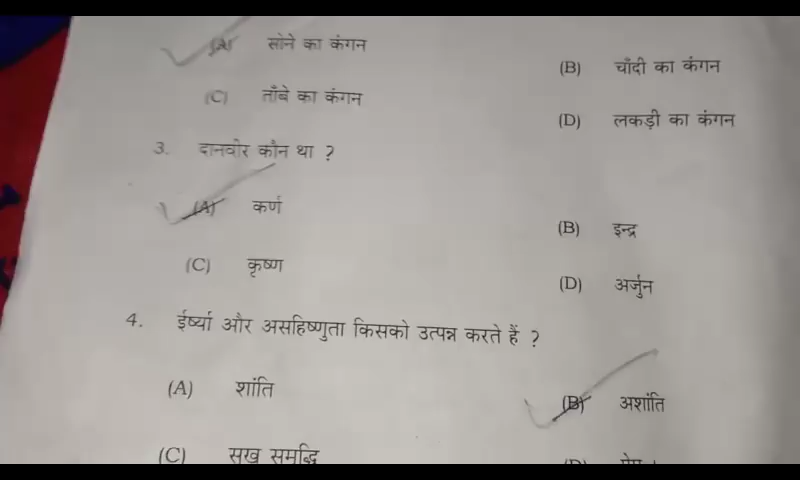 (A) सोने का कंगन
(B) चाँदी का कंगन
(C) ताँबे का कंगन
(D) लकड़ी का कंगन
3. दानवीर कौन था ?
(A) कर्ण
(B) इन्द्र
(C) कृष्ण
(D) अर्जुन
4. ईर्ष्या और असहिष्णुता किसको उत्पन्न करते हैं ?
(A) शांति
(B) अशांति
(C) सुख समृद्धि
(D)